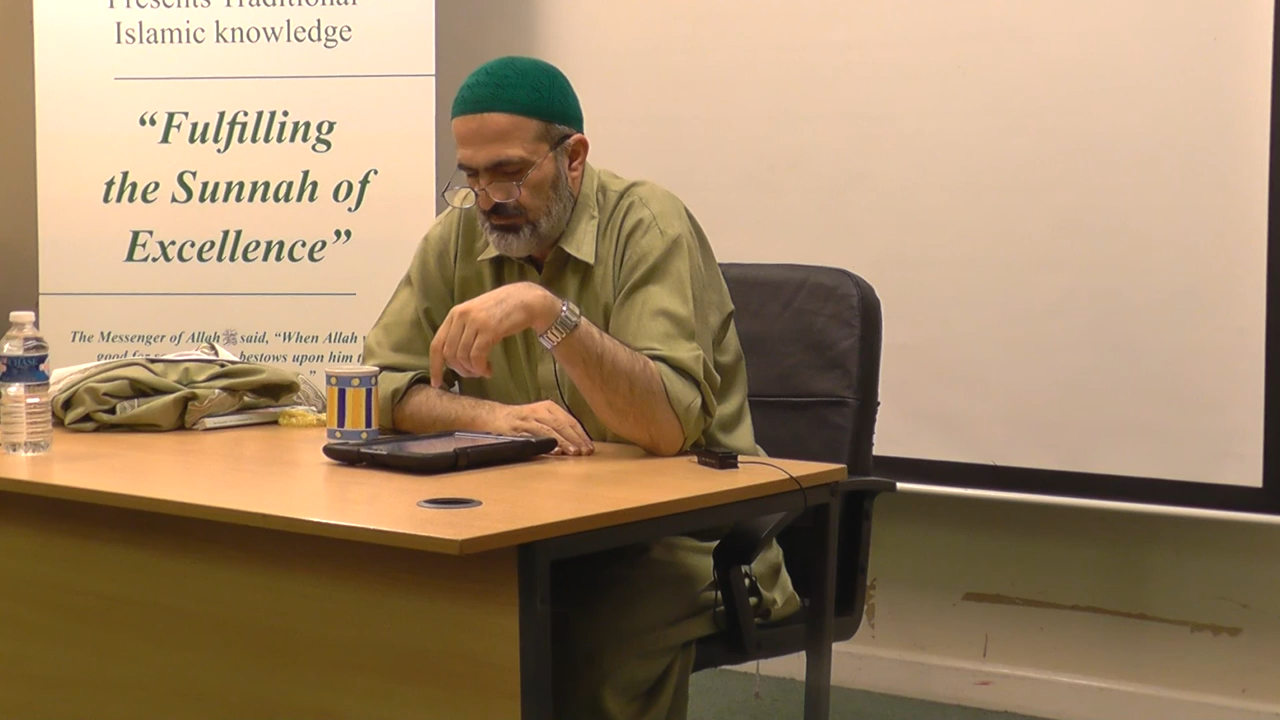 Presents Traditional
Islamic knowledge
“Fulfilling
the Sunnah of
Excellence”
The Messenger of Allah ﷺ said, “When Allah
good for bestows upon him
”